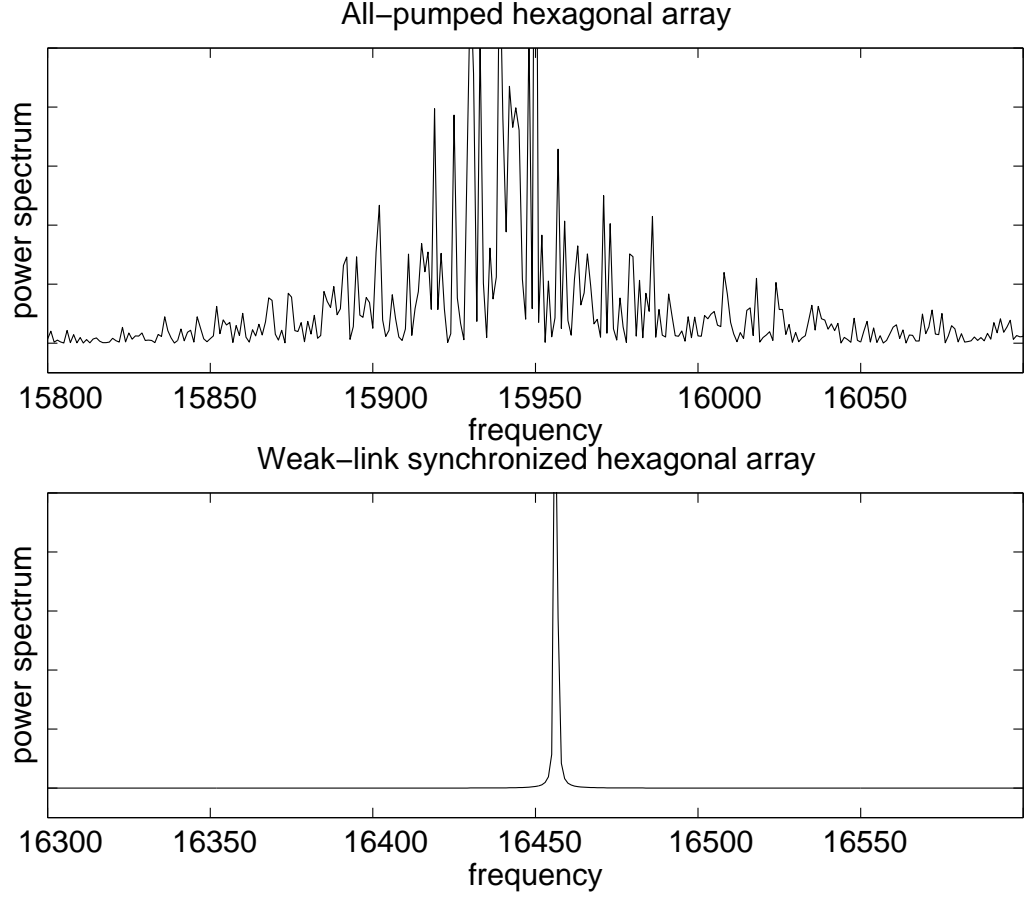 All−pumped hexagonal array
power spectrum
15800 15850 15900 15950 16000 16050
frequency
Weak−link synchronized hexagonal array
power spectrum
16300 16350 16400 16450 16500 16550
frequency